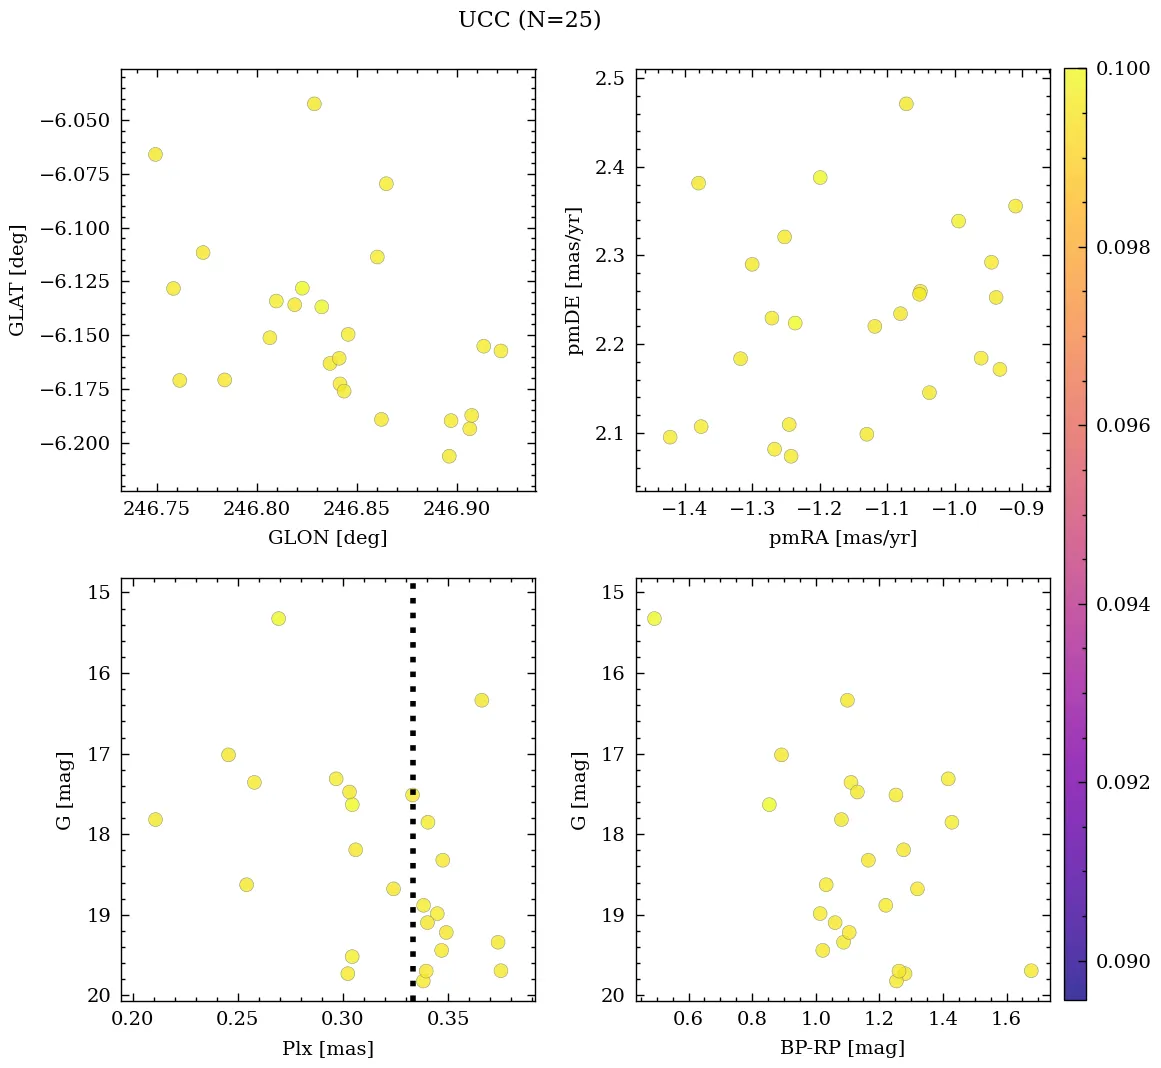 UCC (N=25)
−6.050
−6.075
−6.100
−6.125
−6.150
−6.175
−6.200
GLAT [deg]
246.75 246.80 246.85 246.90
GLON [deg]
2.5
2.4
2.3
2.2
2.1
pmDE [mas/yr]
−1.4 −1.3 −1.2 −1.1 −1.0 −0.9
pmRA [mas/yr]
0.100
0.098
0.096
0.094
0.092
0.090
15
16
17
18
19
20
G [mag]
0.20 0.25 0.30 0.35
Plx [mas]
15
16
17
18
19
20
G [mag]
0.6 0.8 1.0 1.2 1.4 1.6
BP-RP [mag]